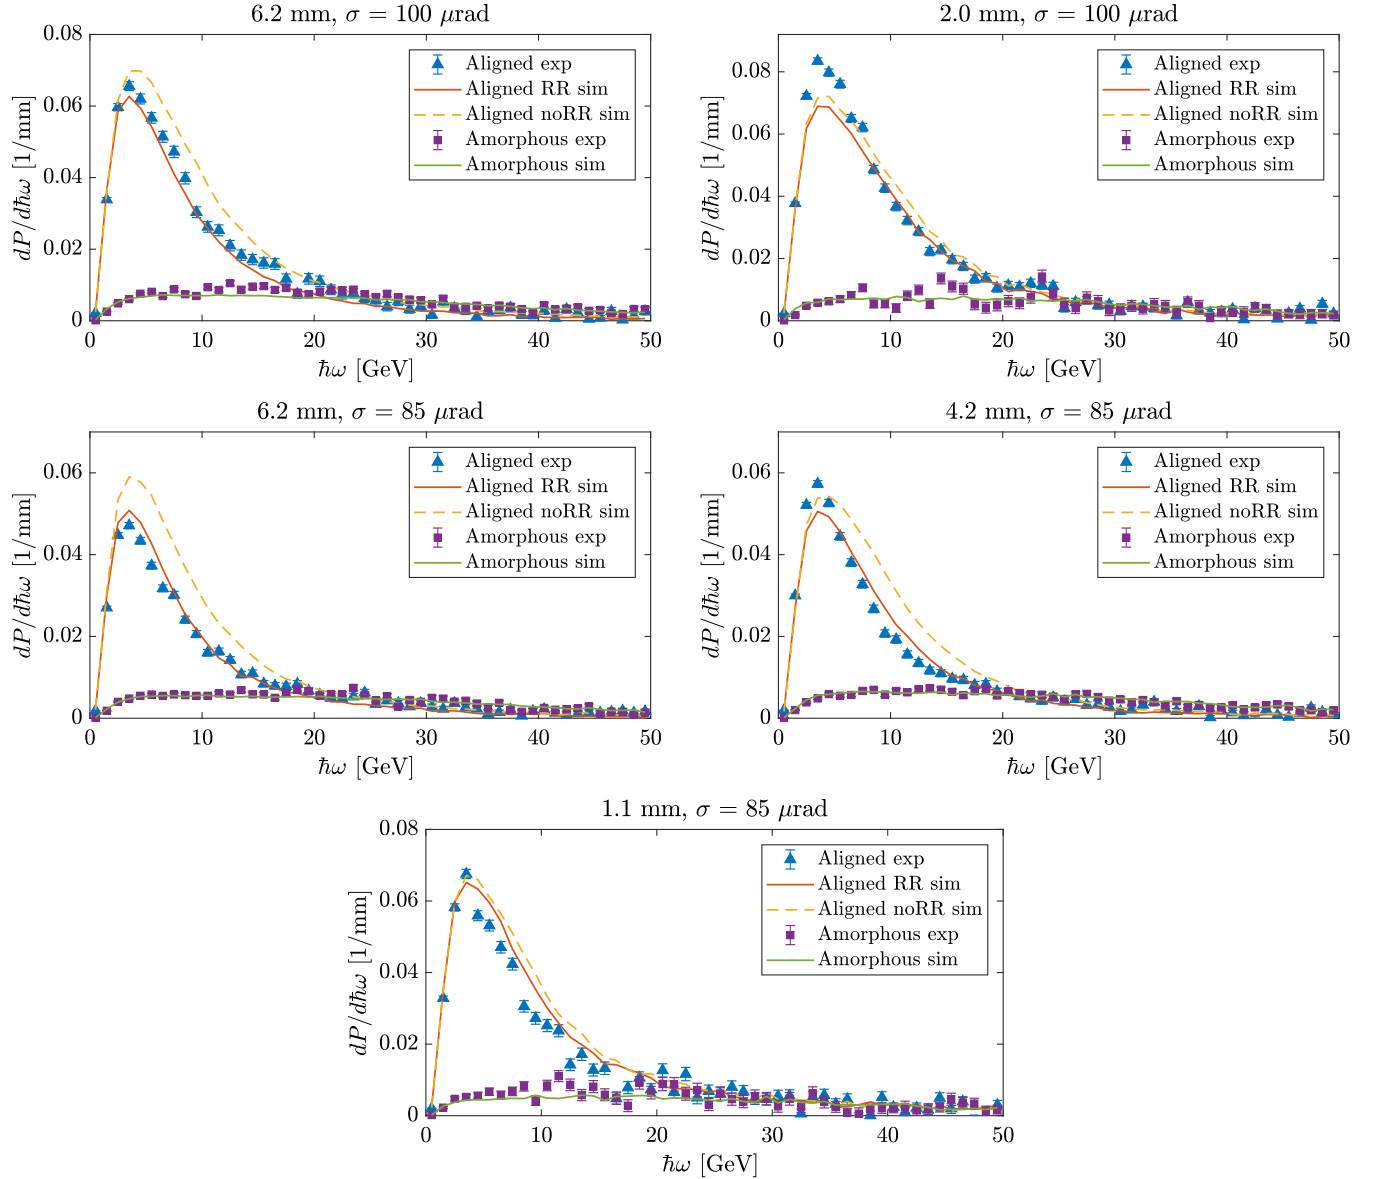 6.2 mm, σ = 100 μrad
dP/dħω [1/mm]
0.08
0.06
0.04
0.02
0
Aligned exp
Aligned RR sim
Aligned noRR sim
Amorphous exp
Amorphous sim
0 10 20 30 40 50
ħω [GeV]
2.0 mm, σ = 100 μrad
dP/dħω [1/mm]
0.08
0.06
0.04
0.02
0
Aligned exp
Aligned RR sim
Aligned noRR sim
Amorphous exp
Amorphous sim
0 10 20 30 40 50
ħω [GeV]
6.2 mm, σ = 85 μrad
dP/dħω [1/mm]
0.06
0.04
0.02
0
Aligned exp
Aligned RR sim
Aligned noRR sim
Amorphous exp
Amorphous sim
0 10 20 30 40 50
ħω [GeV]
4.2 mm, σ = 85 μrad
dP/dħω [1/mm]
0.06
0.04
0.02
0
Aligned exp
Aligned RR sim
Aligned noRR sim
Amorphous exp
Amorphous sim
0 10 20 30 40 50
ħω [GeV]
1.1 mm, σ = 85 μrad
dP/dħω [1/mm]
0.08
0.06
0.04
0.02
0
Aligned exp
Aligned RR sim
Aligned noRR sim
Amorphous exp
Amorphous sim
0 10 20 30 40 50
ħω [GeV]